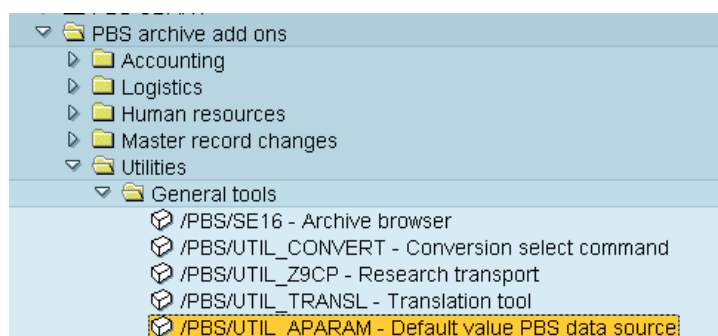 PBS archive add ons
Accounting
Logistics
Human resources
Master record changes
Utilities
General tools
/PBS/SE16 - Archive browser
/PBS/UTIL_CONVERT - Conversion select command
/PBS/UTIL_Z9CP - Research transport
/PBS/UTIL_TRANSL - Translation tool
/PBS/UTIL_APARAM - Default value PBS data source